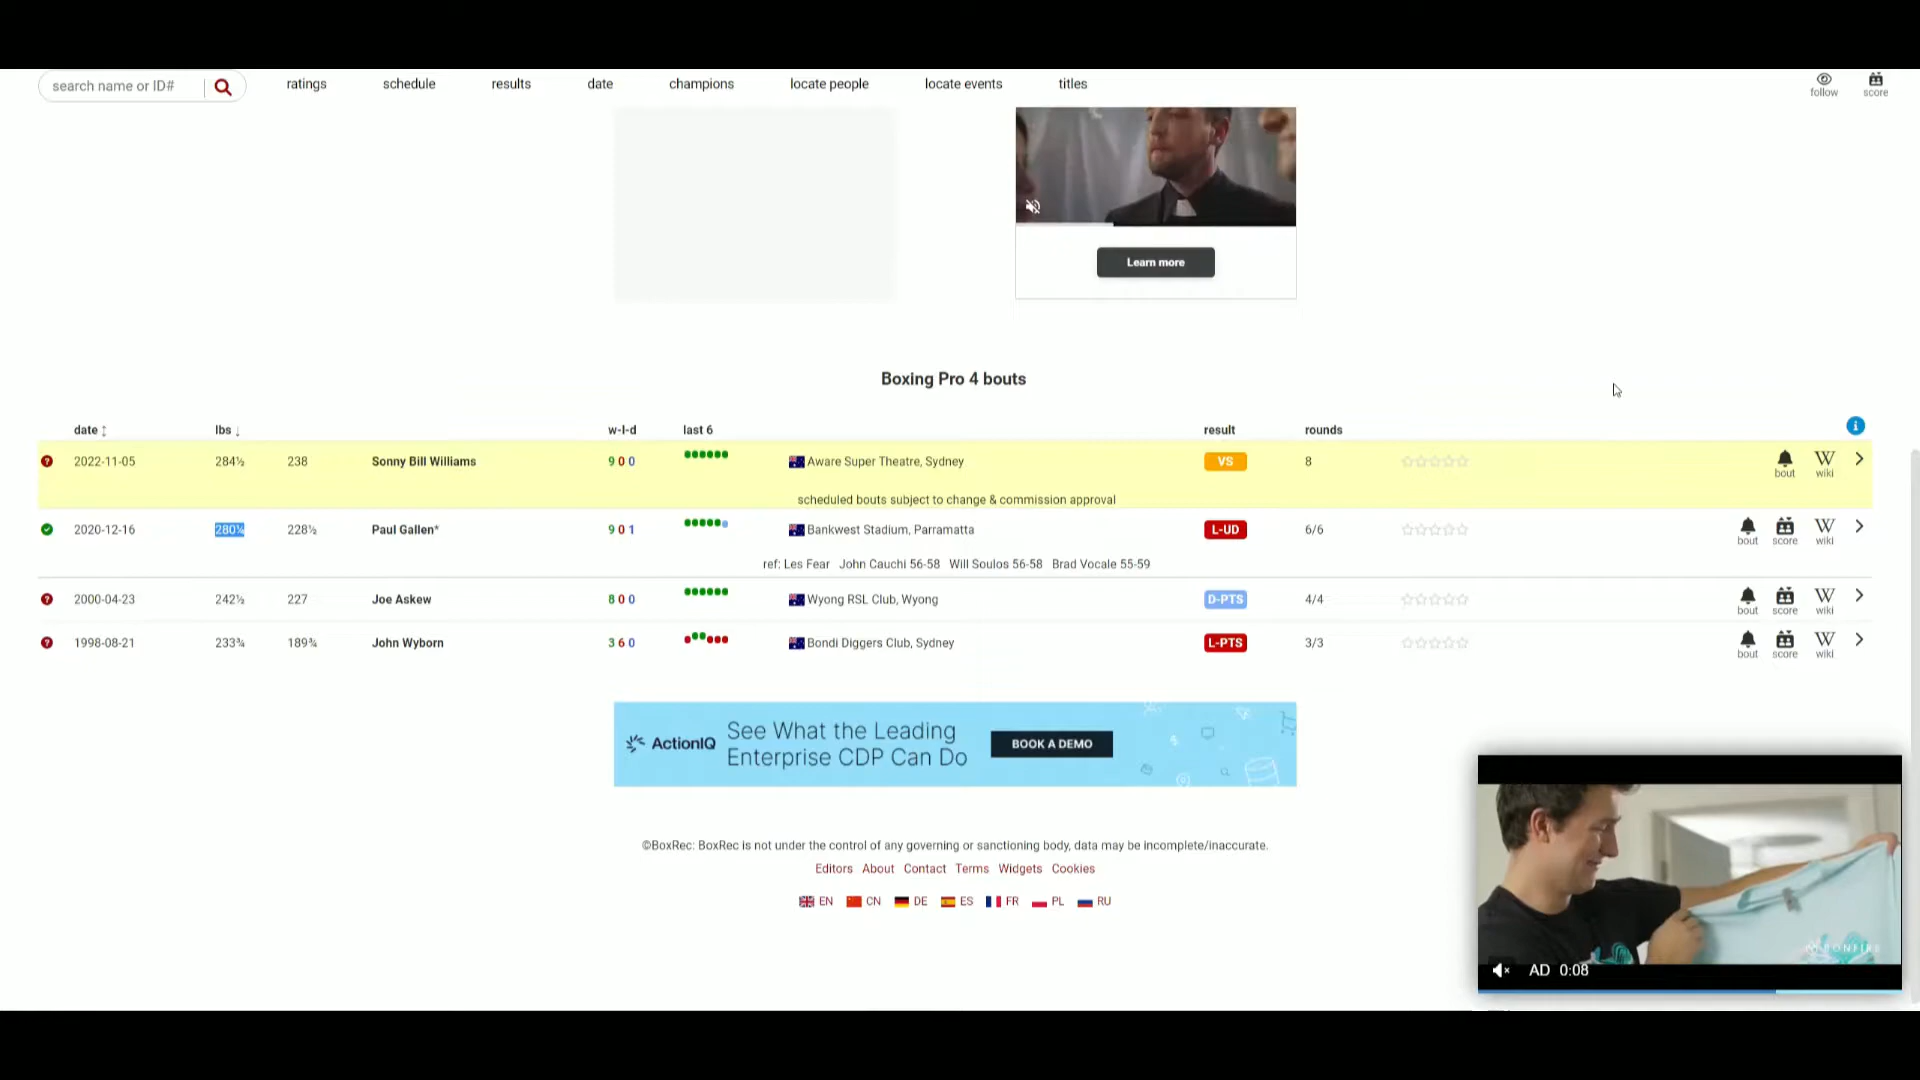 search name or ID# ratings schedule results date champions locate people locate events titles follow score
Learn more
Boxing Pro 4 bouts
date lbs w-l-d last 6 result rounds
2022-11-05 284½ 238 Sonny Bill Williams 9 0 0 Aware Super Theatre, Sydney VS 8 bout wiki
scheduled bouts subject to change & commission approval
2020-12-16 280¼ 228½ Paul Gallen* 9 0 1 Bankwest Stadium, Parramatta L-UD 6/6 bout score wiki
ref: Les Fear John Cauchi 56-58 Will Soulos 56-58 Brad Vocale 55-59
2000-04-23 242½ 227 Joe Askew 8 0 0 Wyong RSL Club, Wyong D-PTS 4/4 bout score wiki
1998-08-21 233¾ 189¾ John Wyborn 3 6 0 Bondi Diggers Club, Sydney L-PTS 3/3 bout score wiki
ActionIQ See What the Leading
Enterprise CDP Can Do
BOOK A DEMO
©BoxRec: BoxRec is not under the control of any governing or sanctioning body, data may be incomplete/inaccurate.
Editors About Contact Terms Widgets Cookies
EN CN DE ES FR PL RU
BONFIRE
AD 0:08